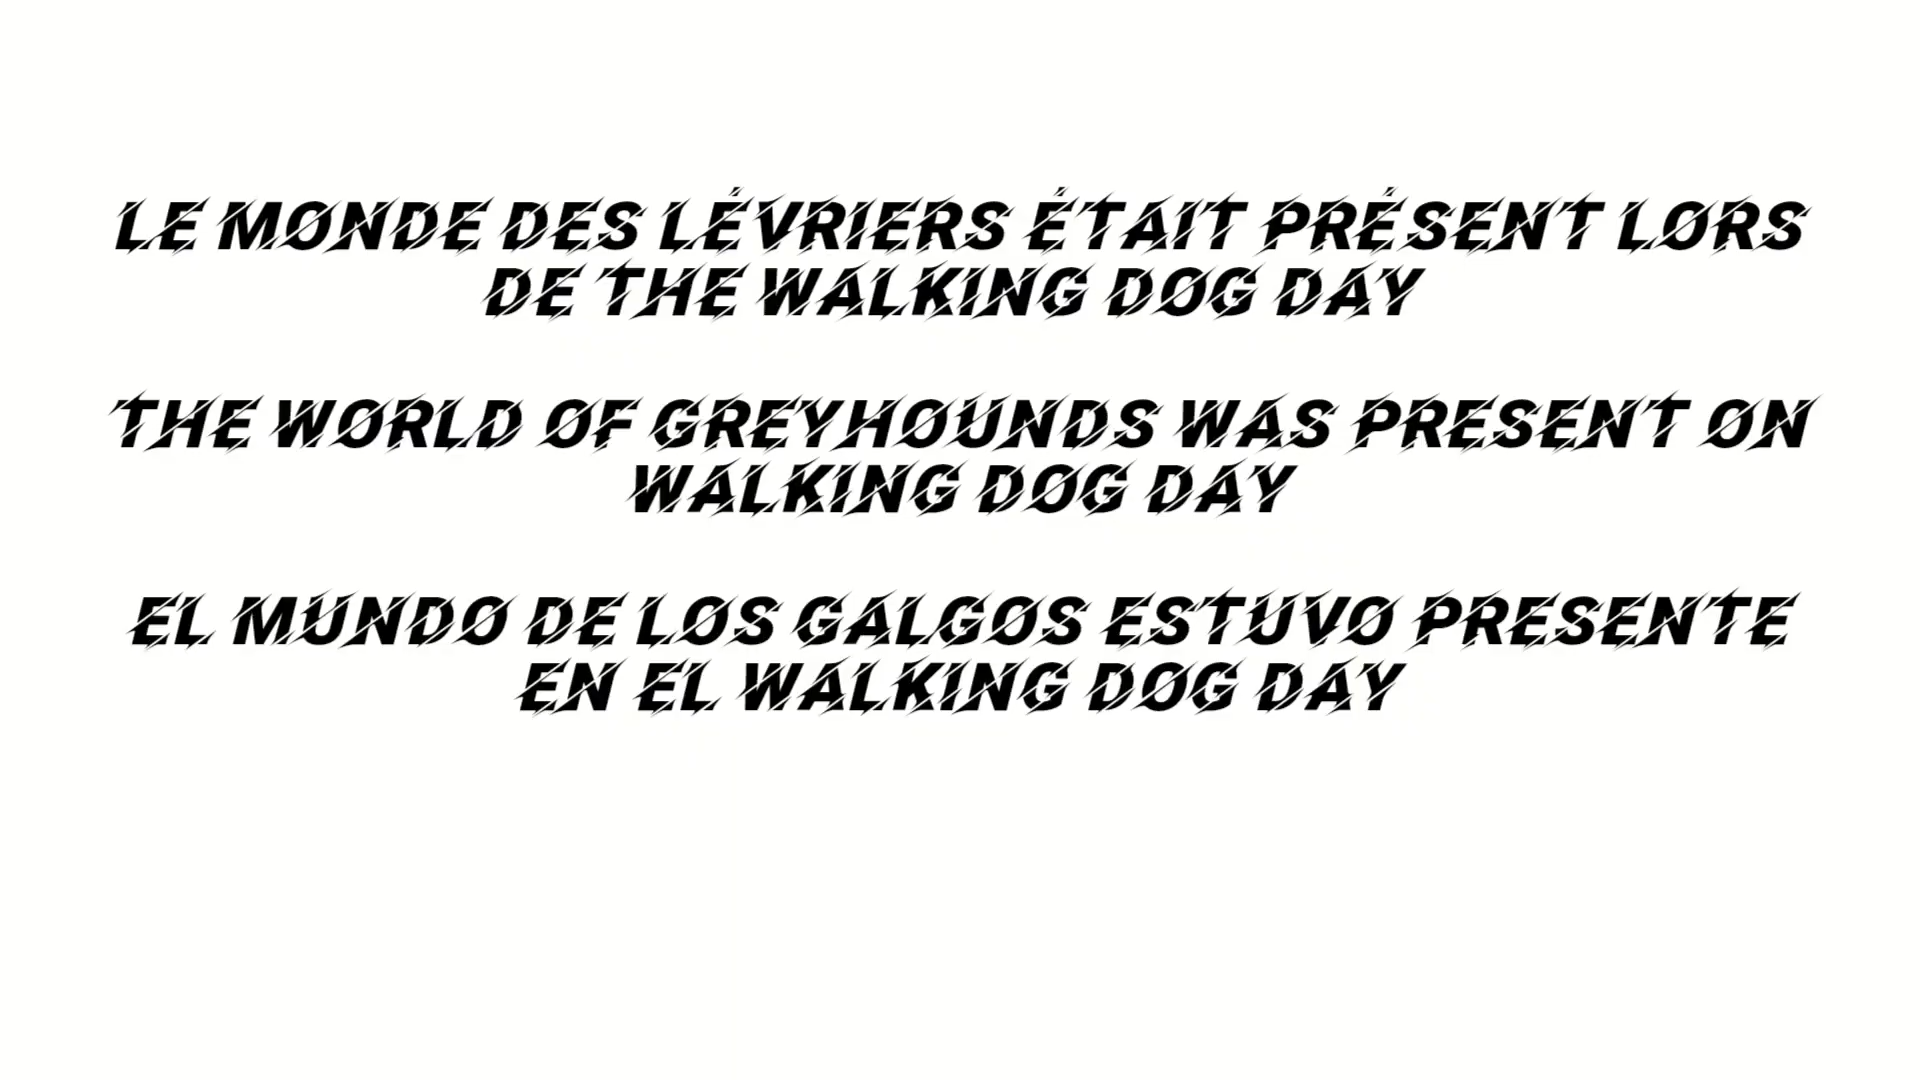 LE MONDE DES LÉVRIERS ÉTAIT PRÉSENT LORS
DE THE WALKING DOG DAY
THE WORLD OF GREYHOUNDS WAS PRESENT ON
WALKING DOG DAY
EL MUNDO DE LOS GALGOS ESTUVO PRESENTE
EN EL WALKING DOG DAY